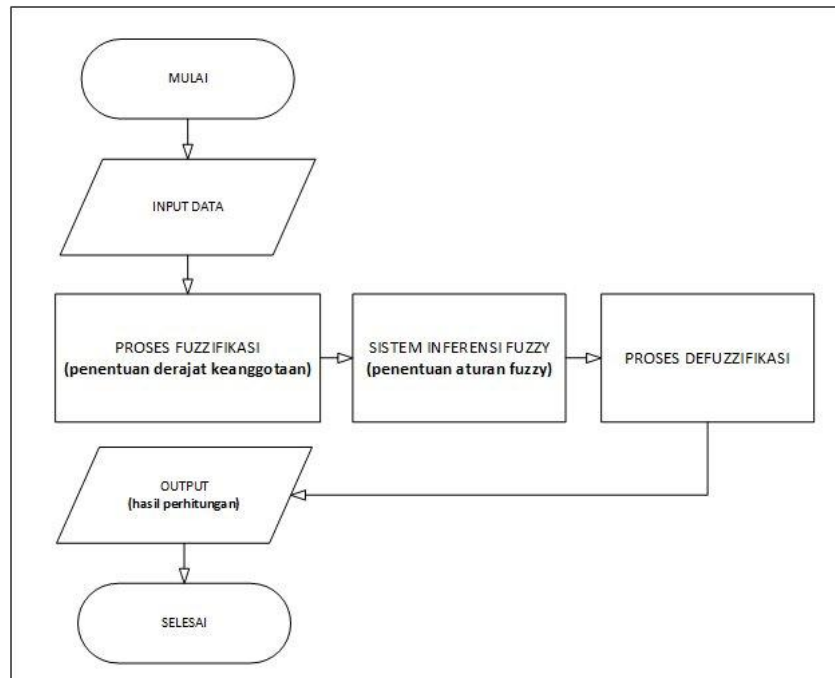 MULAI
INPUT DATA
PROSES FUZZIFIKASI
(penentuan derajat keanggotaan)
SISTEM INFERENSI FUZZY
(penentuan aturan fuzzy)
PROSES DEFUZZIFIKASI
OUTPUT
(hasil perhitungan)
SELESAI